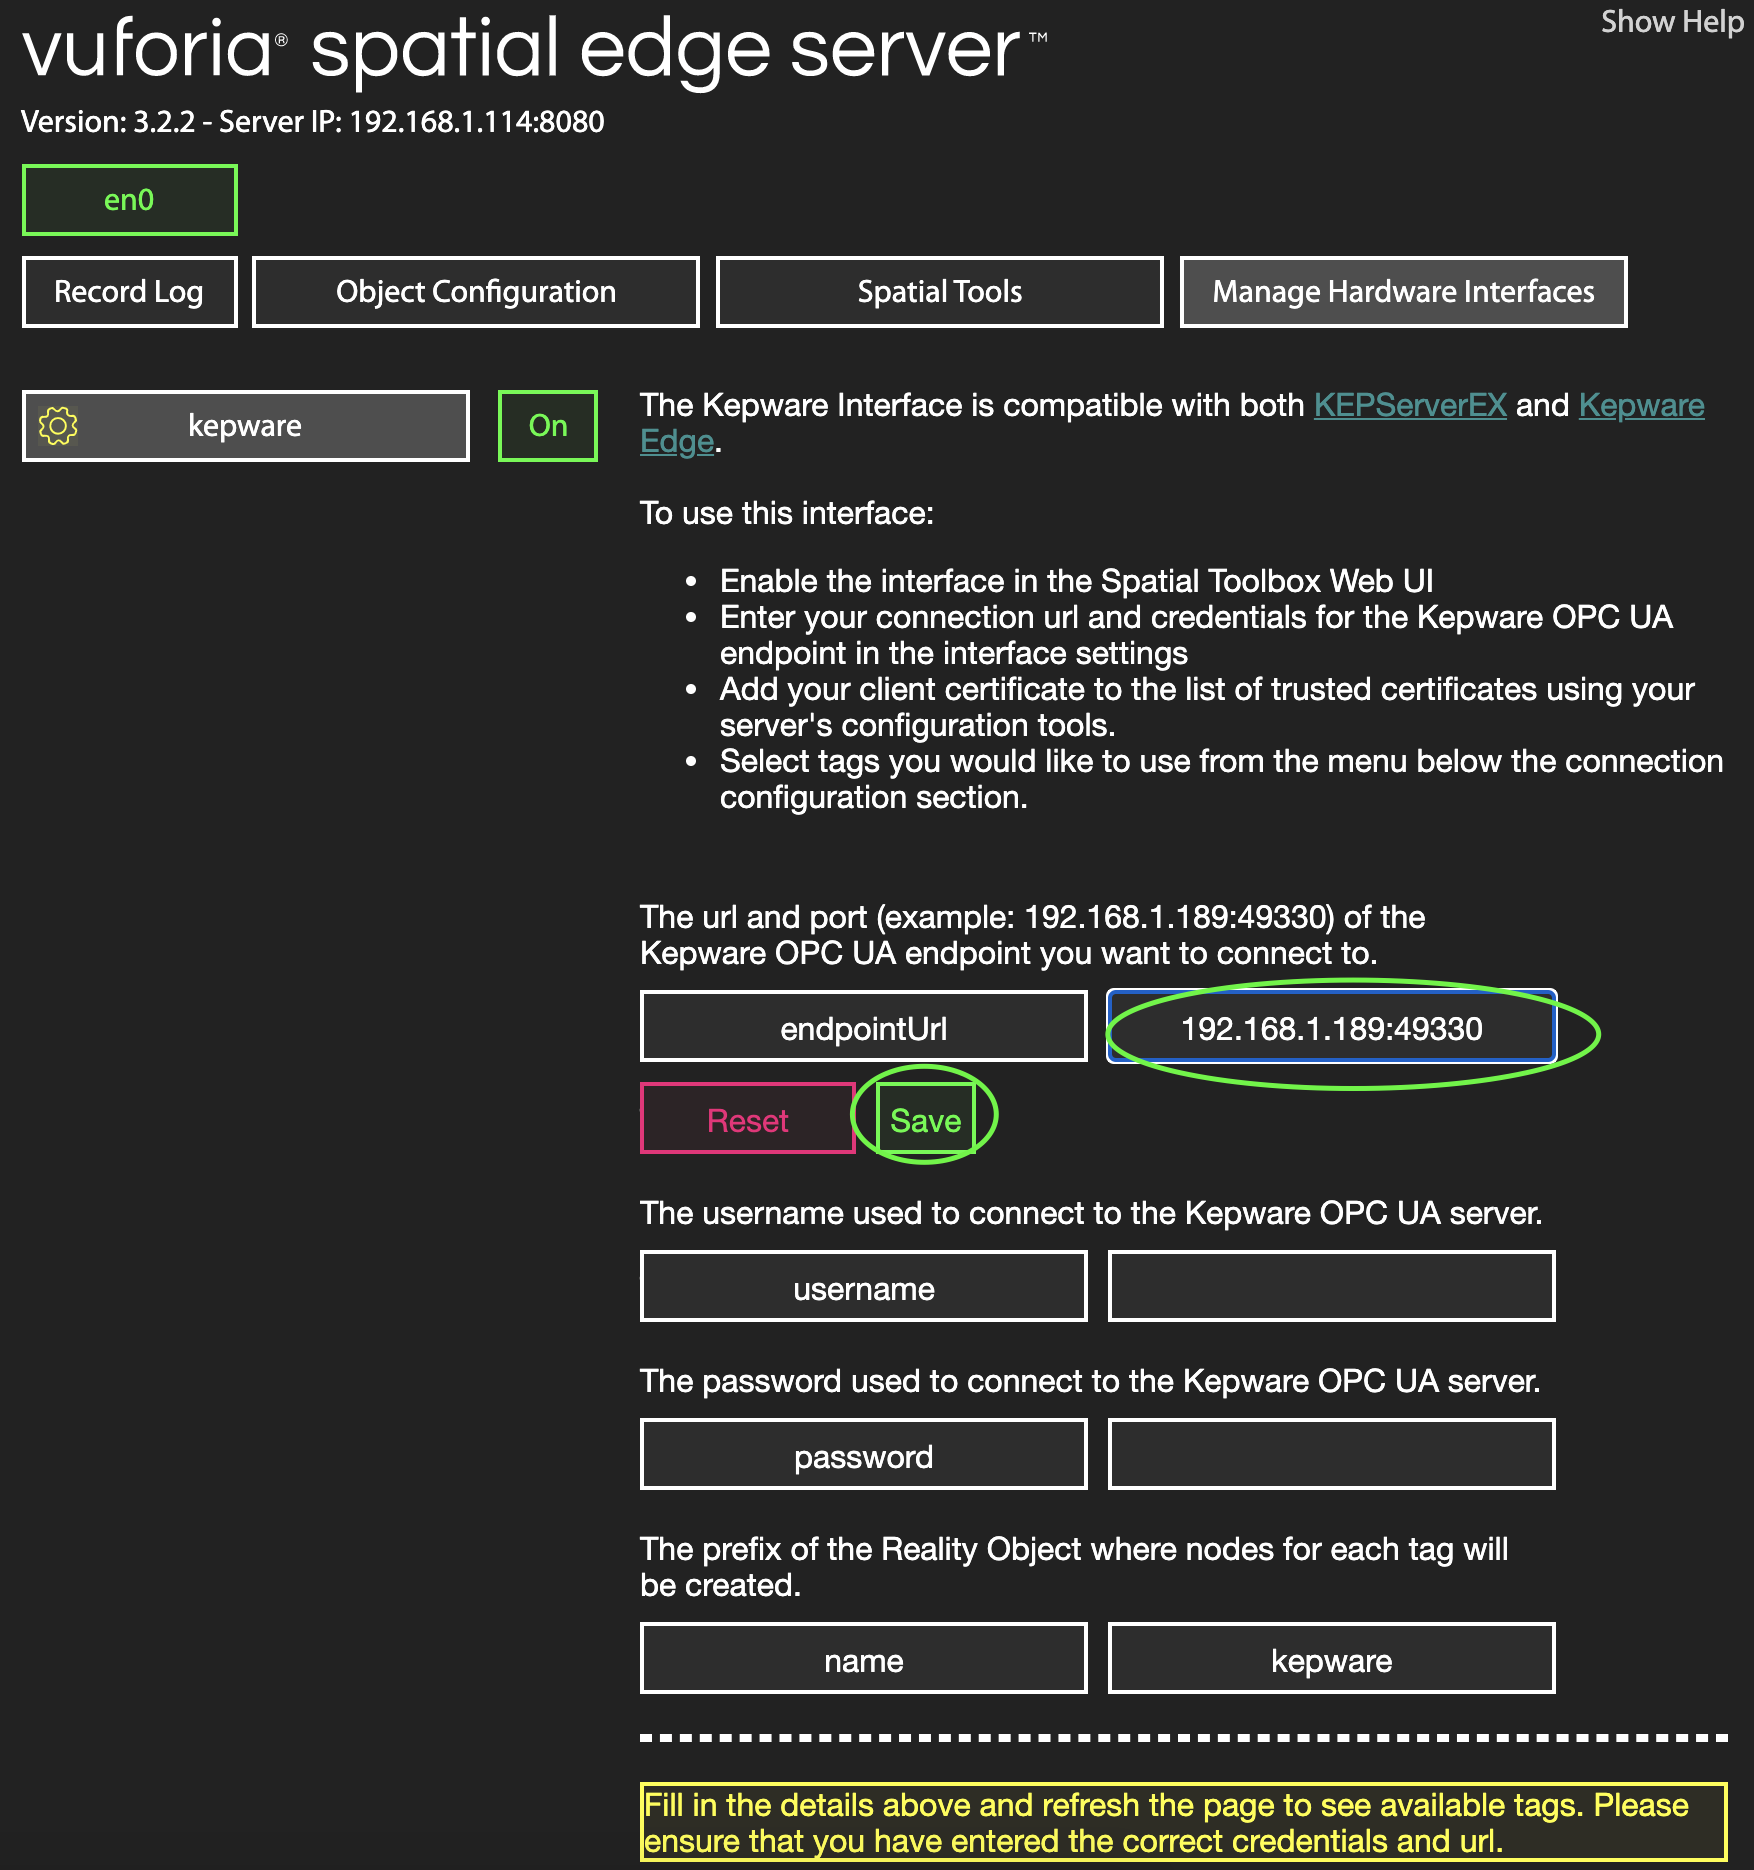 Show Help
vuforia® spatial edge server™
Version: 3.2.2 - Server IP: 192.168.1.114:8080
en0
Record Log
Object Configuration
Spatial Tools
Manage Hardware Interfaces
kepware
On
The Kepware Interface is compatible with both KEPServerEX and Kepware
Edge.
To use this interface:
• Enable the interface in the Spatial Toolbox Web UI
• Enter your connection url and credentials for the Kepware OPC UA
endpoint in the interface settings
• Add your client certificate to the list of trusted certificates using your
server's configuration tools.
• Select tags you would like to use from the menu below the connection
configuration section.
The url and port (example: 192.168.1.189:49330) of the
Kepware OPC UA endpoint you want to connect to.
endpointUrl
192.168.1.189:49330
Reset
Save
The username used to connect to the Kepware OPC UA server.
username
The password used to connect to the Kepware OPC UA server.
password
The prefix of the Reality Object where nodes for each tag will
be created.
name
kepware
Fill in the details above and refresh the page to see available tags. Please
ensure that you have entered the correct credentials and url.